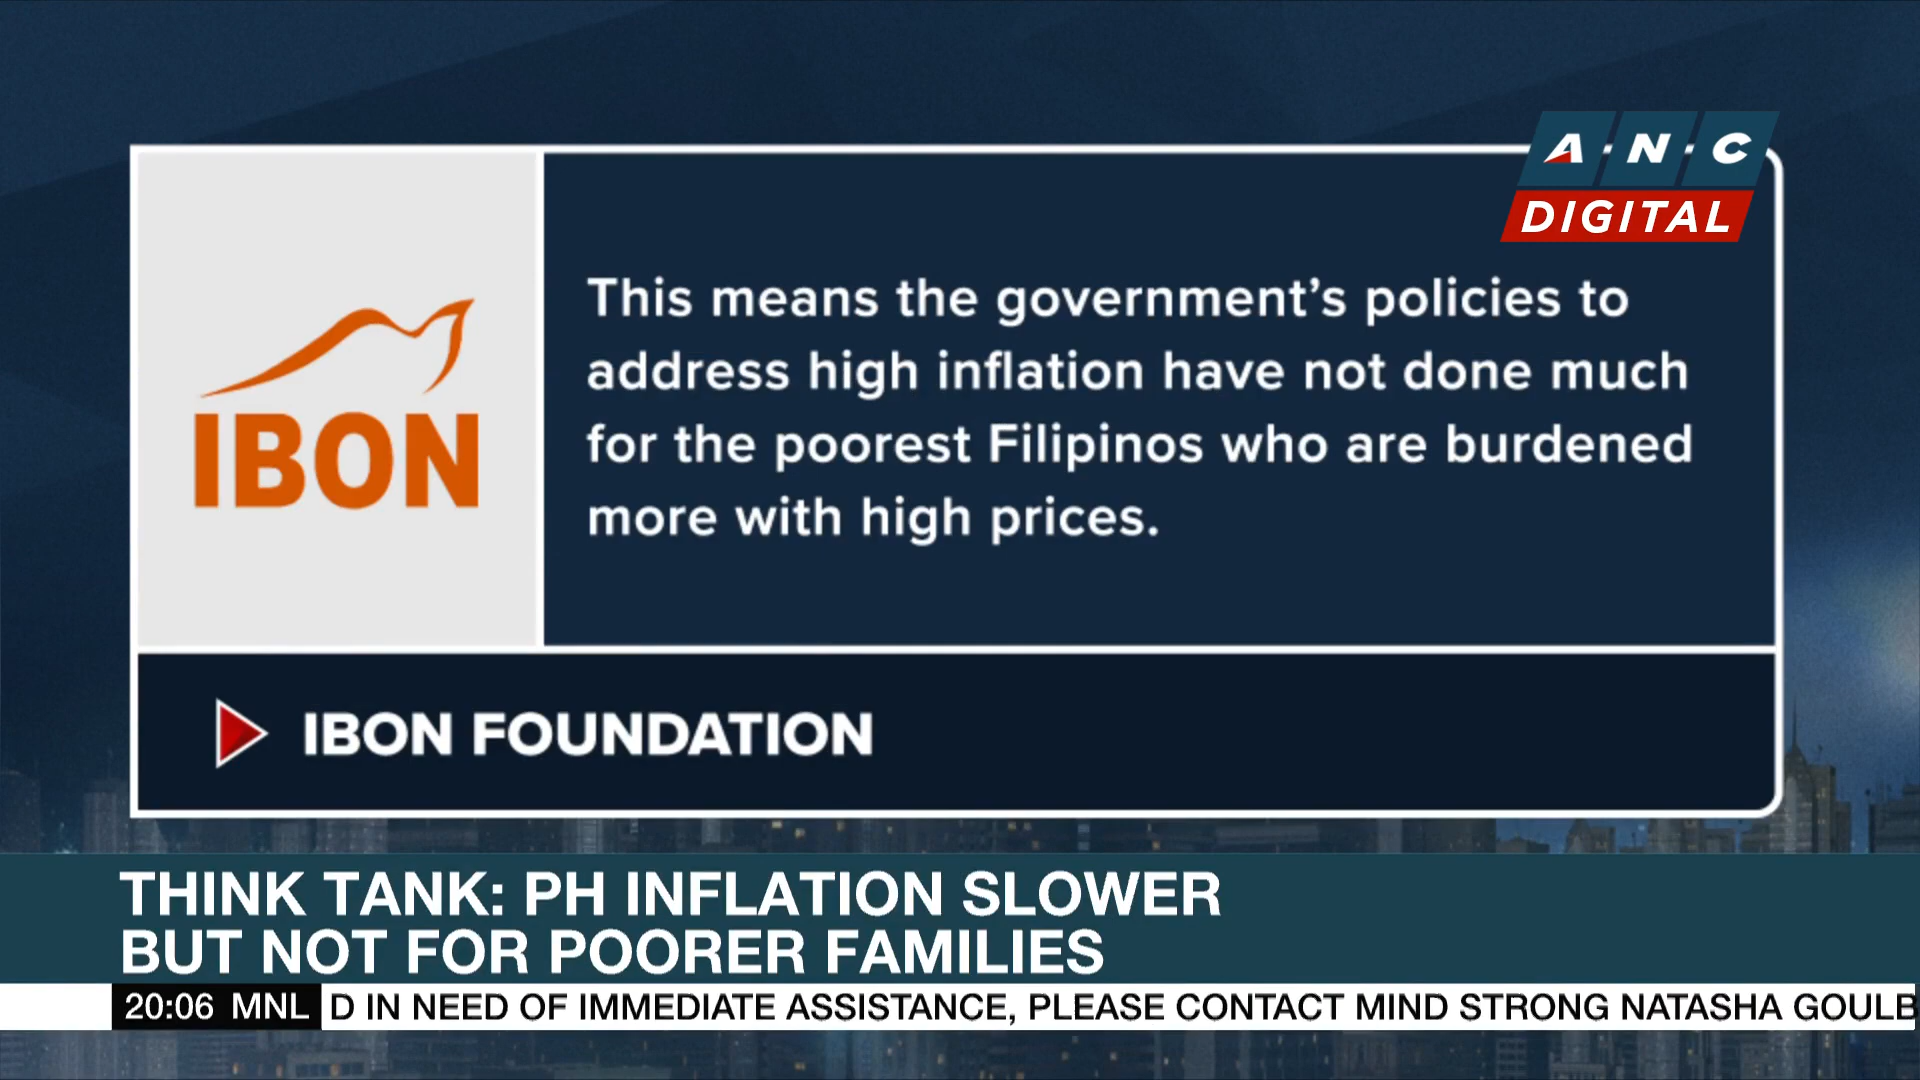 A·N·C
DIGITAL
This means the government’s policies to
address high inflation have not done much
for the poorest Filipinos who are burdened
more with high prices.
IBON
IBON FOUNDATION
THINK TANK: PH INFLATION SLOWER
BUT NOT FOR POORER FAMILIES
20:06 MNL D IN NEED OF IMMEDIATE ASSISTANCE, PLEASE CONTACT MIND STRONG NATASHA GOULB